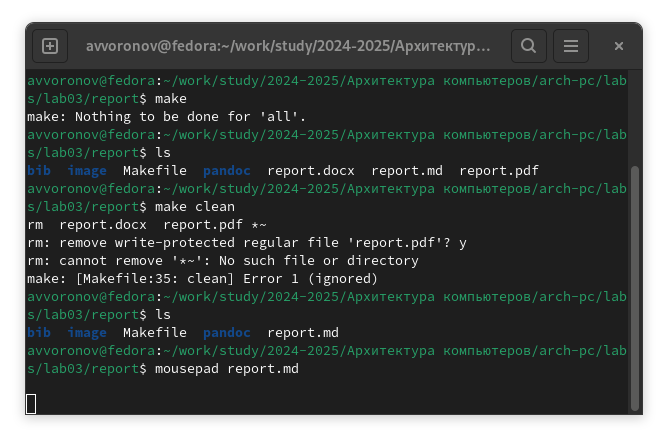 avvoronov@fedora:~/work/study/2024-2025/Архитектур...
avvoronov@fedora:~/work/study/2024-2025/Архитектура компьютеров/arch-pc/lab
s/lab03/report$ make
make: Nothing to be done for 'all'.
avvoronov@fedora:~/work/study/2024-2025/Архитектура компьютеров/arch-pc/lab
s/lab03/report$ ls
bib  image  Makefile  pandoc  report.docx  report.md  report.pdf
avvoronov@fedora:~/work/study/2024-2025/Архитектура компьютеров/arch-pc/lab
s/lab03/report$ make clean
rm  report.docx  report.pdf *~
rm: remove write-protected regular file 'report.pdf'? y
rm: cannot remove '*~': No such file or directory
make: [Makefile:35: clean] Error 1 (ignored)
avvoronov@fedora:~/work/study/2024-2025/Архитектура компьютеров/arch-pc/lab
s/lab03/report$ ls
bib  image  Makefile  pandoc  report.md
avvoronov@fedora:~/work/study/2024-2025/Архитектура компьютеров/arch-pc/lab
s/lab03/report$ mousepad report.md